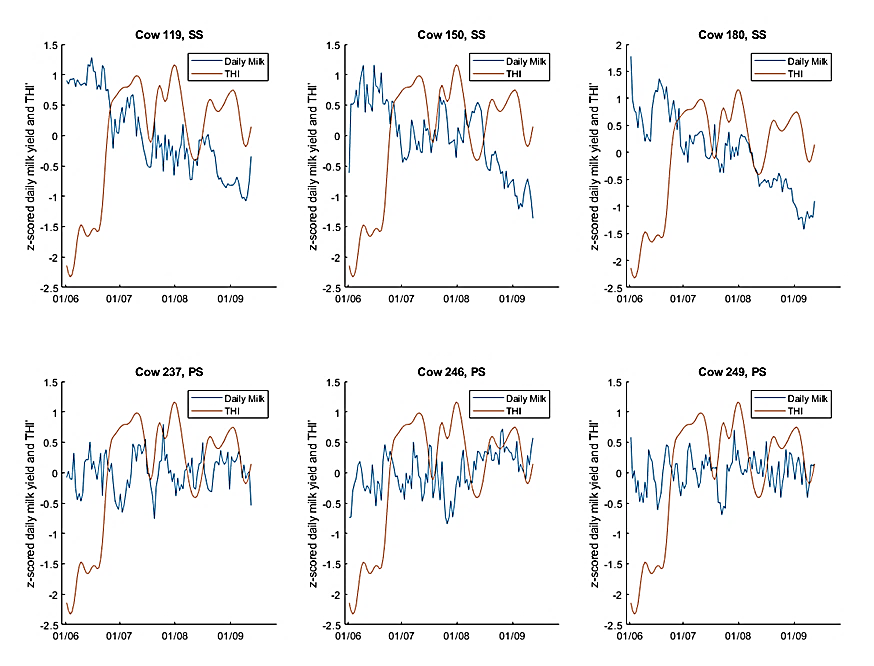 Cow 119, SS
1.5
1
0.5
0
-0.5
-1
-1.5
-2
-2.5
z-scored daily milk yield and THI'
Daily Milk
THI
01/06 01/07 01/08 01/09
Cow 150, SS
1.5
1
0.5
0
-0.5
-1
-1.5
-2
-2.5
z-scored daily milk yield and THI'
Daily Milk
THI
01/06 01/07 01/08 01/09
Cow 180, SS
2
1.5
1
0.5
0
-0.5
-1
-1.5
-2
-2.5
z-scored daily milk yield and THI'
Daily Milk
THI
01/06 01/07 01/08 01/09
Cow 237, PS
1.5
1
0.5
0
-0.5
-1
-1.5
-2
-2.5
z-scored daily milk yield and THI'
Daily Milk
THI
01/06 01/07 01/08 01/09
Cow 246, PS
1.5
1
0.5
0
-0.5
-1
-1.5
-2
-2.5
z-scored daily milk yield and THI'
Daily Milk
THI
01/06 01/07 01/08 01/09
Cow 249, PS
1.5
1
0.5
0
-0.5
-1
-1.5
-2
-2.5
z-scored daily milk yield and THI'
Daily Milk
THI
01/06 01/07 01/08 01/09